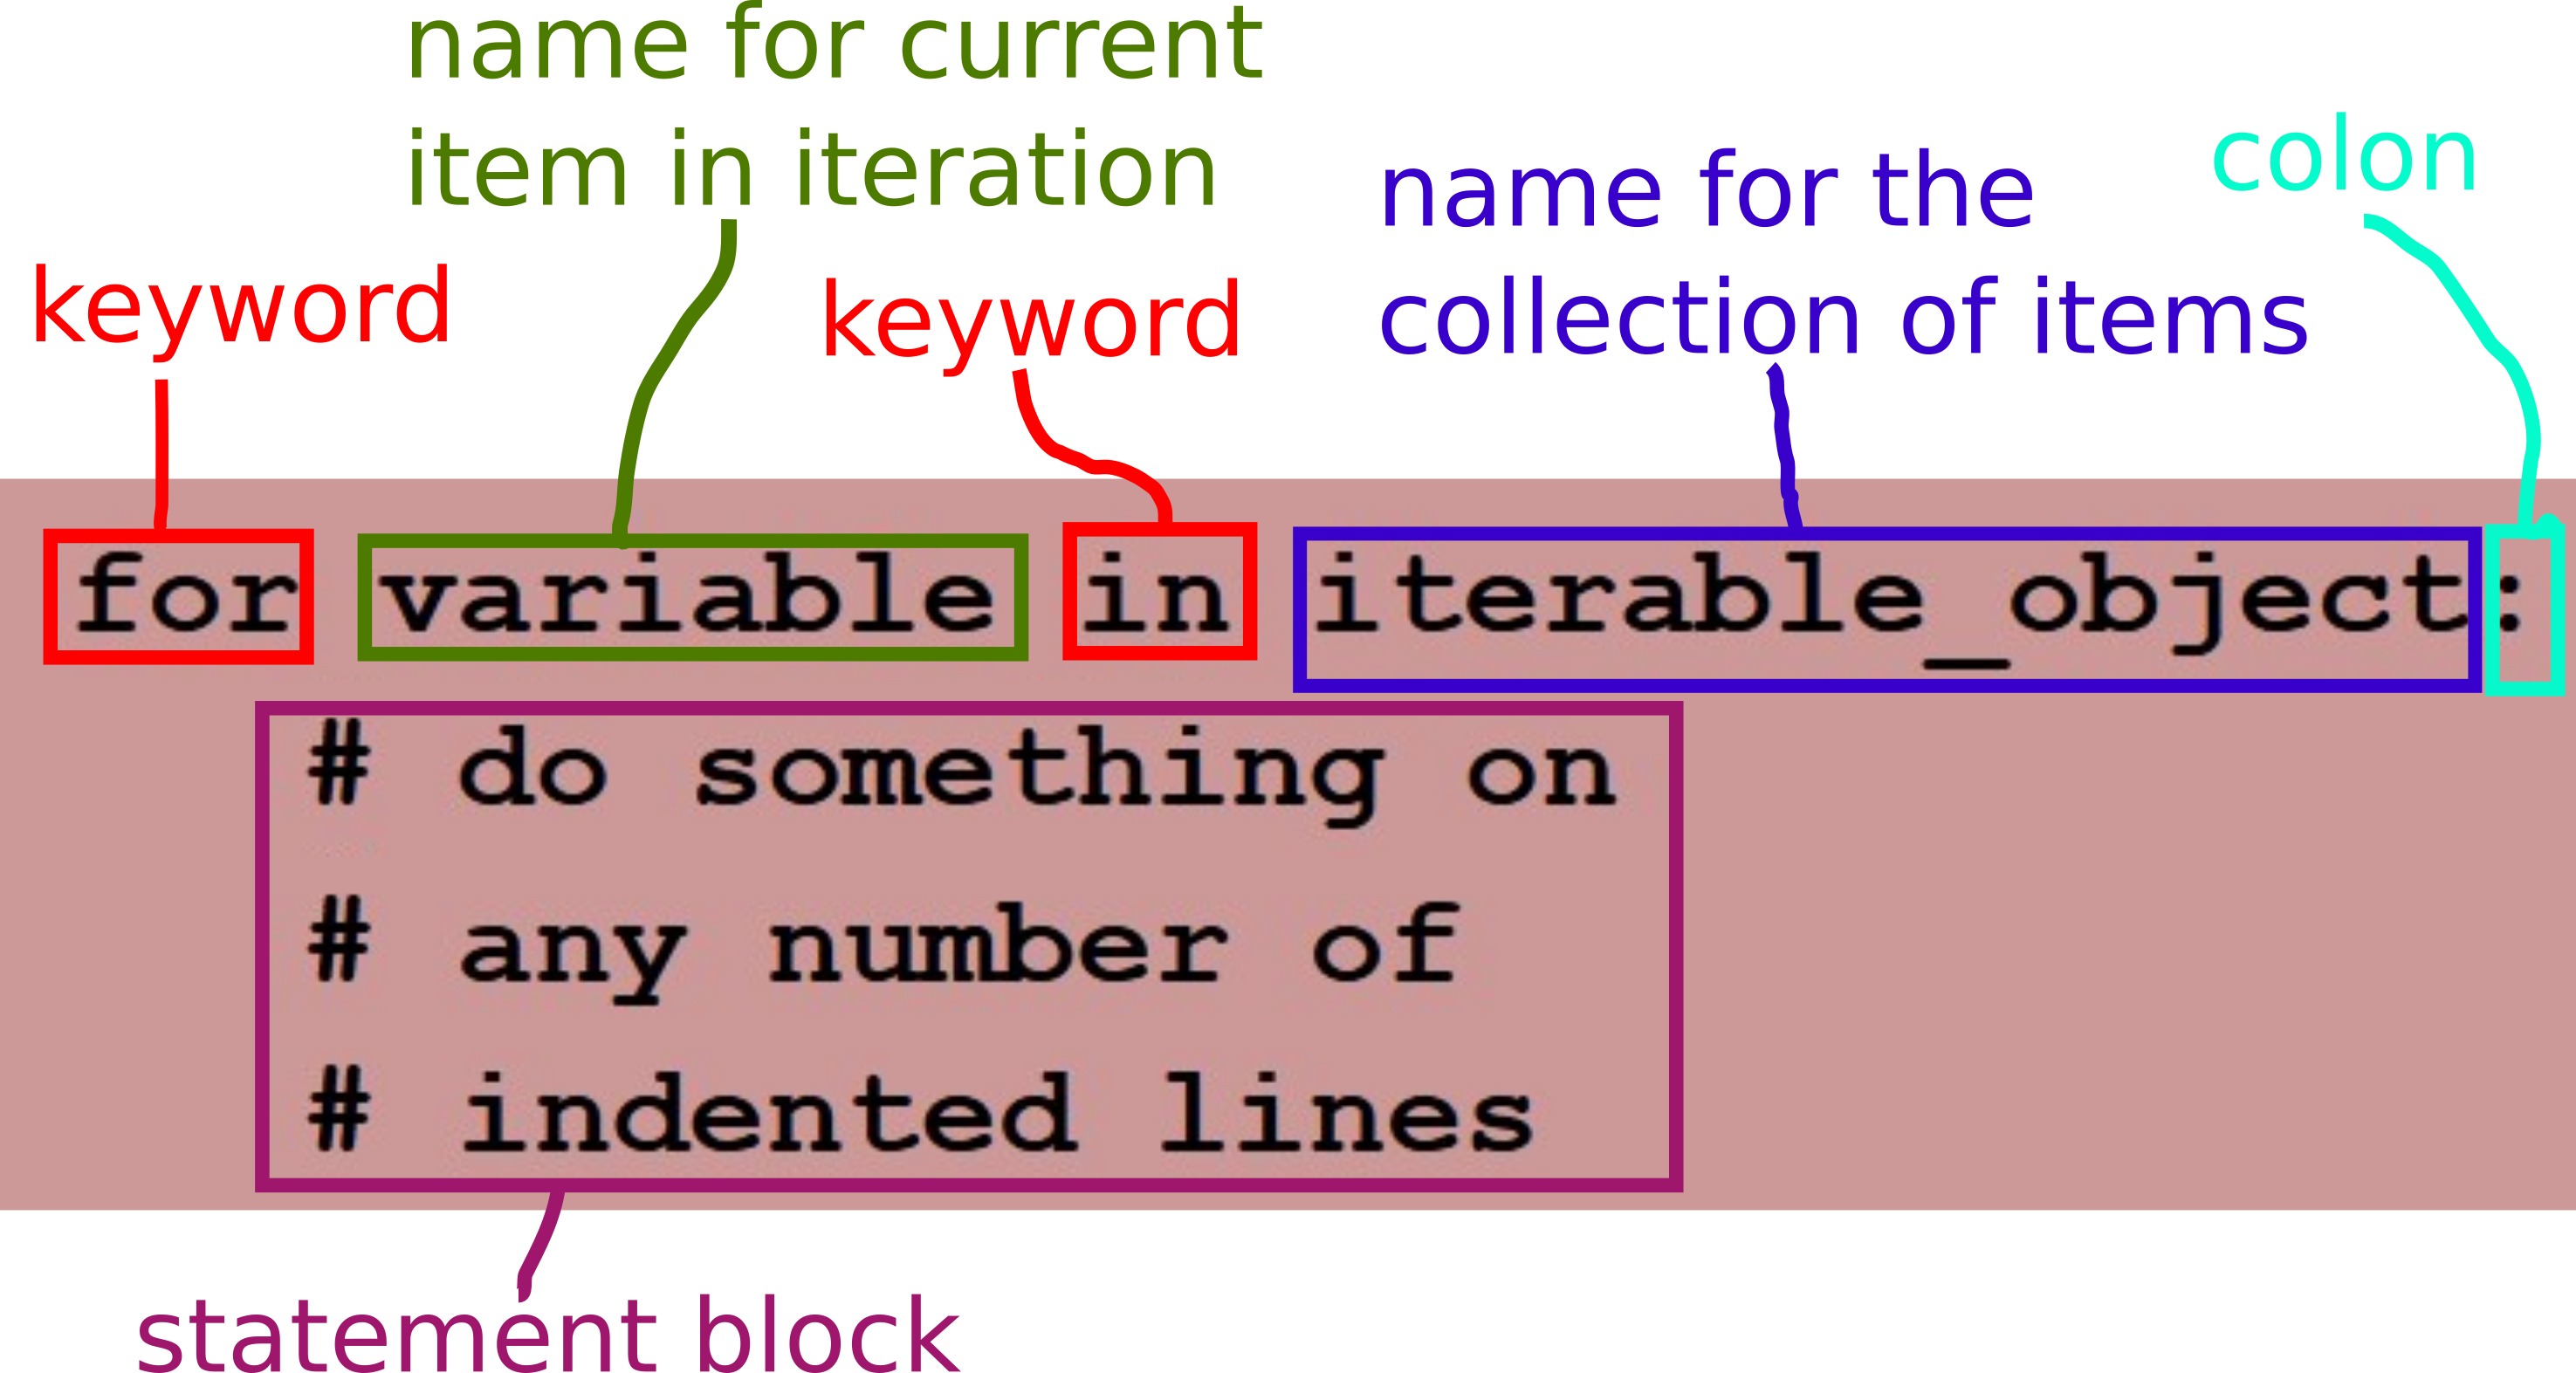 name for current
item in iteration
colon
name for the
collection of items
keyword
keyword
for variable in iterable_object:
# do something on
# any number of
# indented lines
statement block